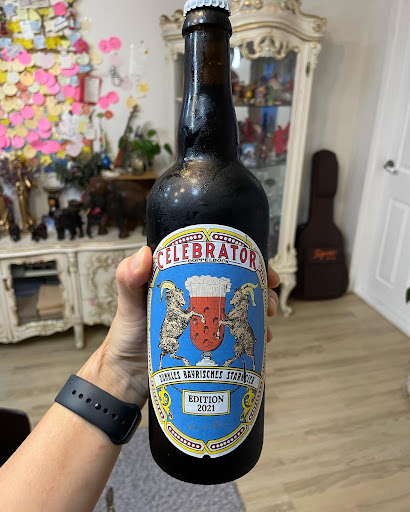 CELEBRATOR
DOPPELBOCK
DUNKLES BAYRISCHES STARKBIER
EDITION
2021